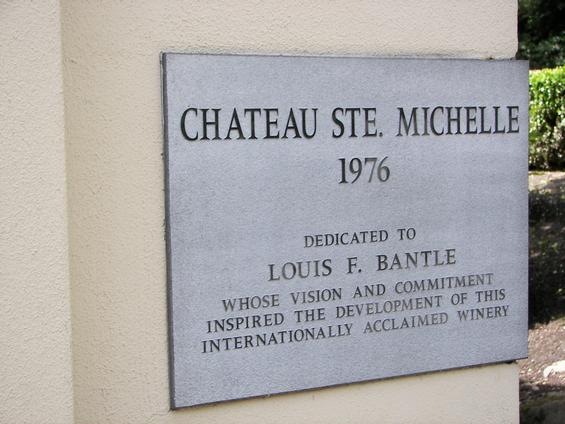 CHATEAU STE. MICHELLE
1976
DEDICATED TO
LOUIS F. BANTLE
WHOSE VISION AND COMMITMENT
INSPIRED THE DEVELOPMENT OF THIS
INTERNATIONALLY ACCLAIMED WINERY